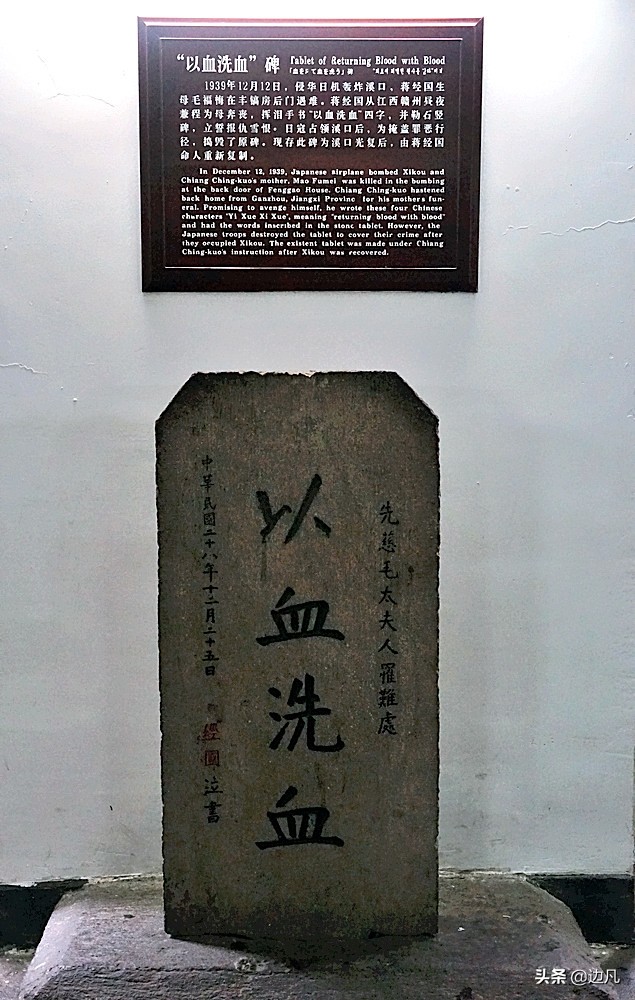 “以血洗血” 碑 Tablet of Returning Blood with Blood
1939年12月12日，侵华日机轰炸溪口，蒋经国生
母毛福梅在丰镐房后门遇难。蒋经国从江西赣州昼夜
兼程为母奔丧，挥泪手书“以血洗血”四字，并勒石竖
碑，立誓报仇雪恨。日寇占领溪口后，为掩盖罪恶行
径，捣毁了原碑。现存此碑为溪口光复后，由蒋经国
命人重新复制。
In December 12, 1939, Japanese airplane bombed Xikou and
Chiang Ching-kuo's mother, Mao Fumei was killed in the bombing
at the back door of Fenggao House. Chiang Ching-kuo hastened
back home from Ganzhou, Jiangxi Provine for his mothers fun-
eral. Promising to avenge himself, he wrote these four Chinese
characters "Yi Xue Xi Xue", meaning "returning blood with blood"
and had the words inscribed in the stone tablet. However, the
Japanese troops destroyed the tablet to cover their crime after
they occupied Xikou. The existent tablet was made under Chiang
Ching-kuo's instruction after Xikou was recovered.
先慈毛太夫人罹難處
以血洗血
中華民國二十八年十二月二十五日 經國泣書
头条 @边凡